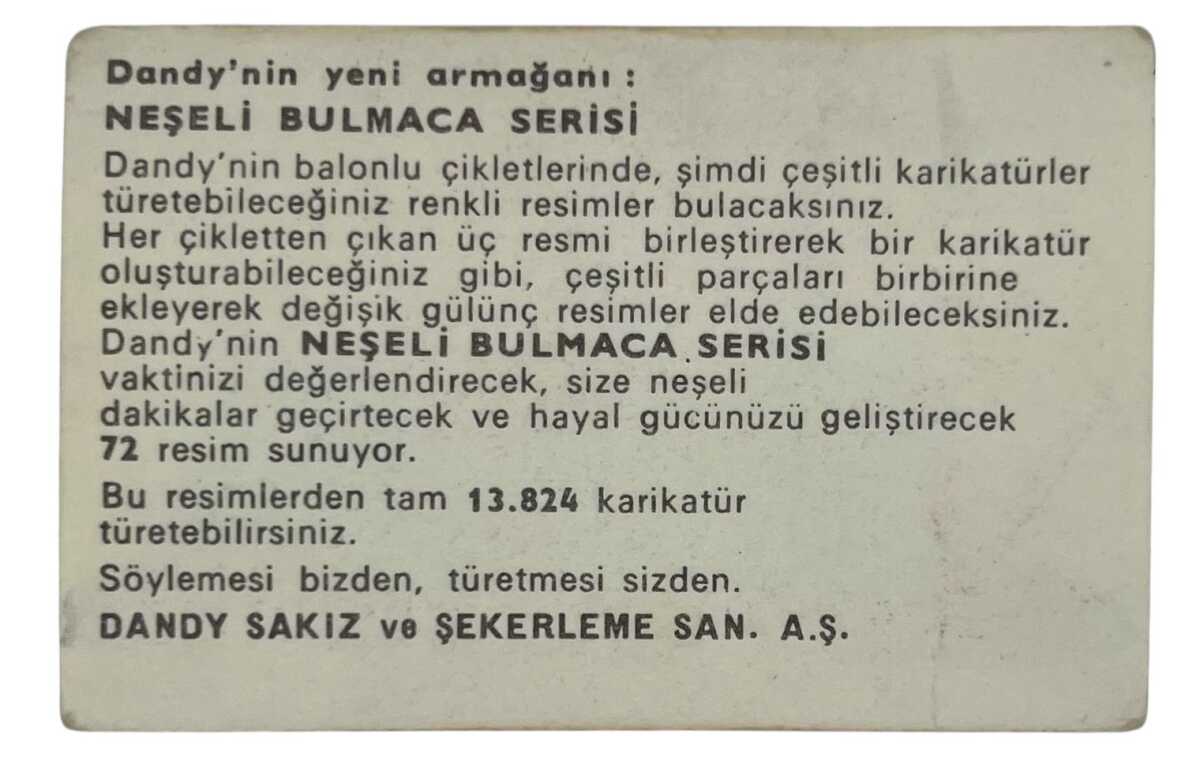 Dandy'nin yeni armağanı :
NEŞELİ BULMACA SERİSİ
Dandy'nin balonlu çikletlerinde, şimdi çeşitli karikatürler
türetebileceğiniz renkli resimler bulacaksınız.
Her çikletten çıkan üç resmi birleştirerek bir karikatür
oluşturabileceğiniz gibi, çeşitli parçaları birbirine
ekleyerek değişik gülünç resimler elde edebileceksiniz.
Dandy'nin NEŞELİ BULMACA SERİSİ
vaktinizi değerlendirecek, size neşeli
dakikalar geçirtecek ve hayal gücünüzü geliştirecek
72 resim sunuyor.
Bu resimlerden tam 13.824 karikatür
türetebilirsiniz.
Söylemesi bizden, türetmesi sizden.
DANDY SAKIZ ve ŞEKERLEME SAN. A.Ş.